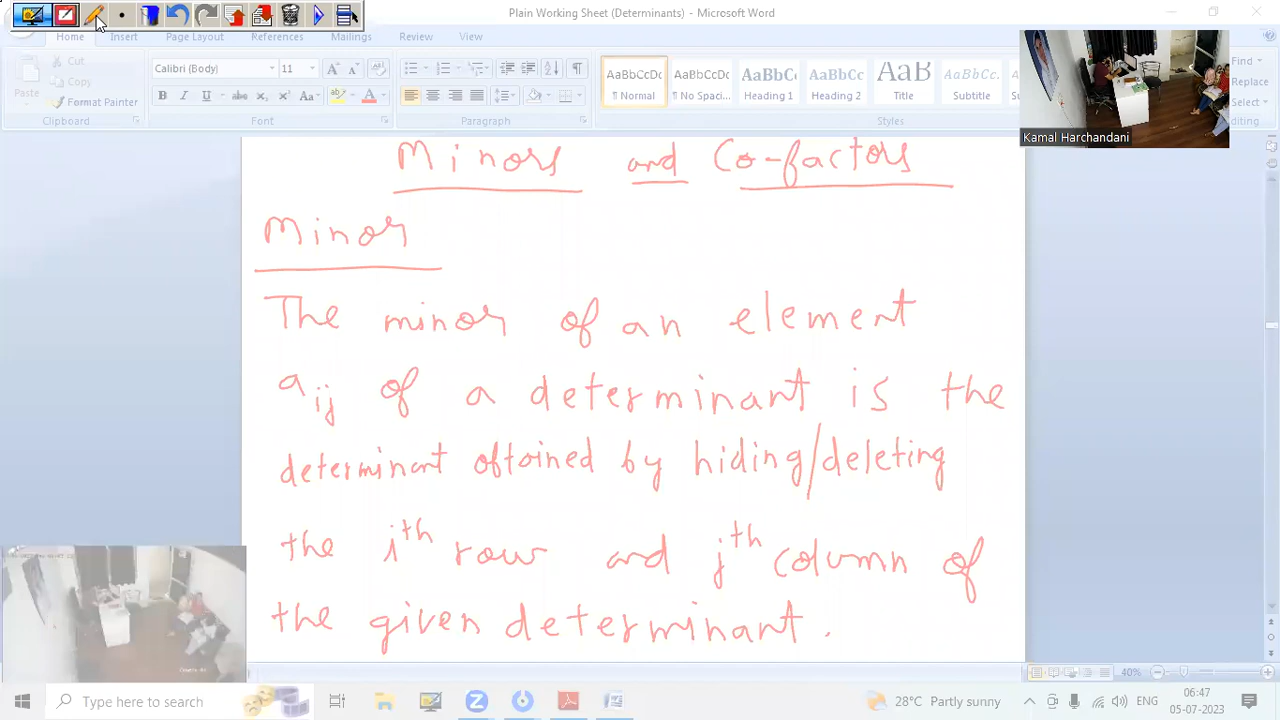 Plain Working Sheet (Determinants) - Microsoft Word
Home Insert Page Layout References Mailings Review View
Cut
Copy
Paste
Format Painter
Clipboard
Calibri (Body) 11
Font
Paragraph
AaBbCcDc AaBbCcDc AaBbC AaBbCc AaB AaBbCc.
¶ Normal ¶ No Spaci... Heading 1 Heading 2 Title Subtitle
Styles
Find
Replace
Select
Editing
Kamal Harchandani
Minors and Co-factors
Minor
The minor of an element
aij of a determinant is the
determinant obtained by hiding/deleting
the ith row and jth column of
the given determinant.
40%
Type here to search
28°C Partly sunny
ENG
06:47
05-07-2023